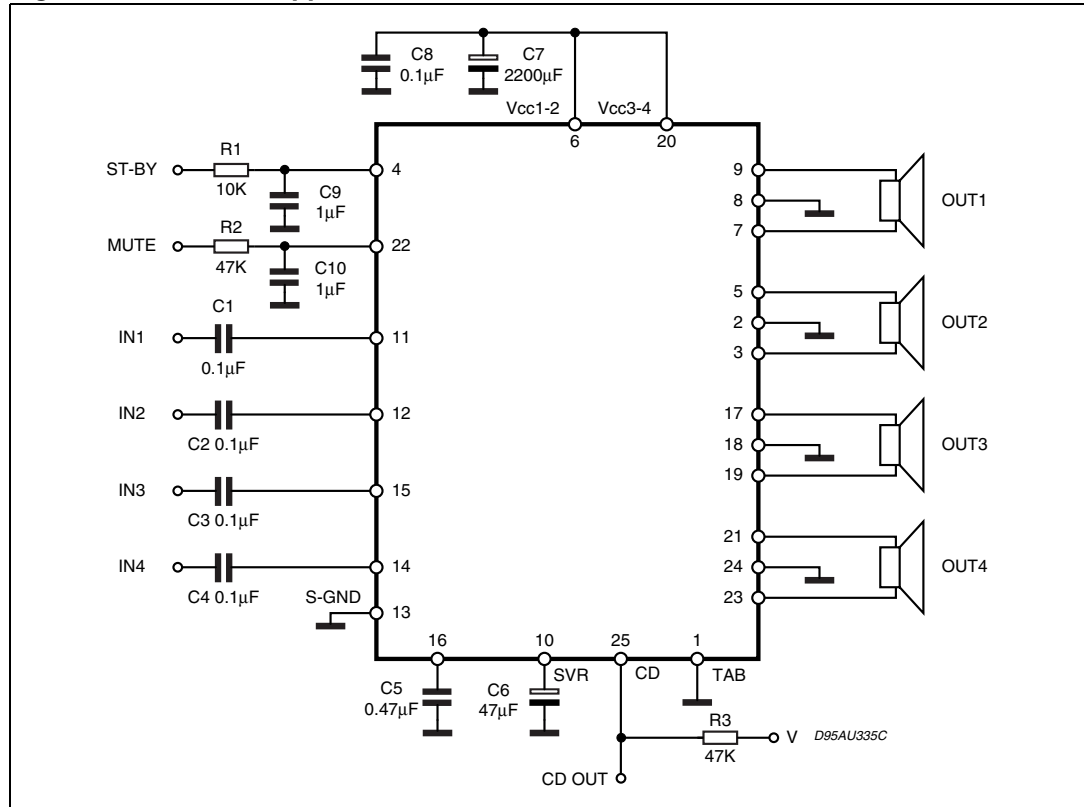 C8
0.1µF
C7
2200µF
Vcc1-2
Vcc3-4
6
20
ST-BY
R1
10K
4
C9
1µF
MUTE
R2
47K
22
C10
1µF
IN1
C1
0.1µF
11
IN2
C2 0.1µF
12
IN3
C3 0.1µF
15
IN4
C4 0.1µF
14
S-GND
13
9
8
7
OUT1
5
2
3
OUT2
17
18
19
OUT3
21
24
23
OUT4
16
10
25
1
SVR
CD
TAB
C5
0.47µF
C6
47µF
R3
47K
V
D95AU335C
CD OUT